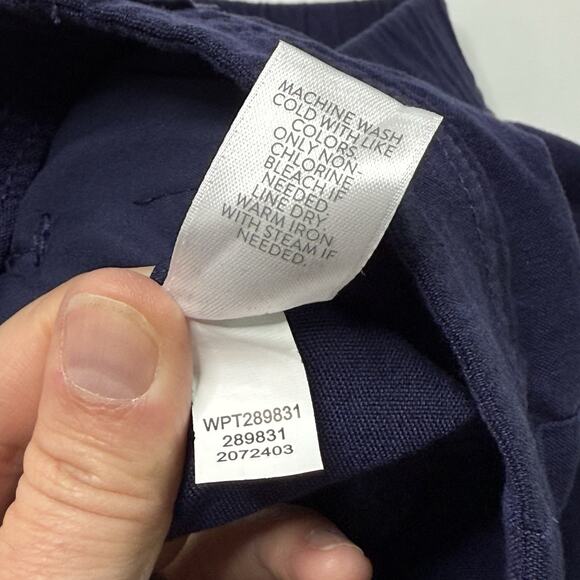 MACHINE WASH
COLD WITH LIKE
COLORS.
ONLY NON-
CHLORINE
BLEACH IF
NEEDED.
LINE DRY.
WARM IRON
WITH STEAM IF
NEEDED.
WPT289831
289831
2072403